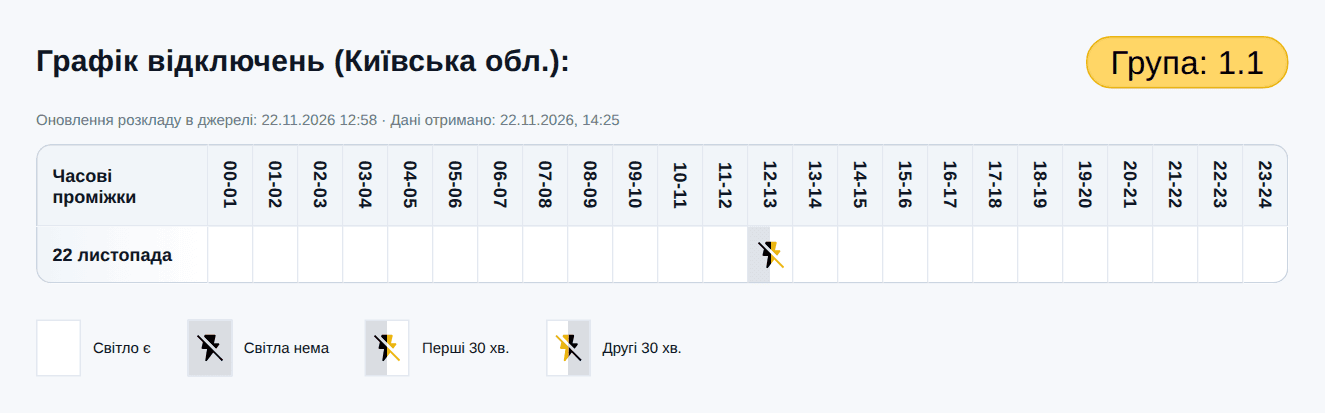 Графік відключень (Київська обл.):
Група: 1.1
Оновлення розкладу в джерелі: 22.11.2026 12:58 · Дані отримано: 22.11.2026, 14:25
Часові
проміжки
00-01 01-02 02-03 03-04 04-05 05-06 06-07 07-08 08-09 09-10 10-11 11-12 12-13 13-14 14-15 15-16 16-17 17-18 18-19 19-20 20-21 21-22 22-23 23-24
22 листопада
Світло є Світла нема Перші 30 хв. Другі 30 хв.